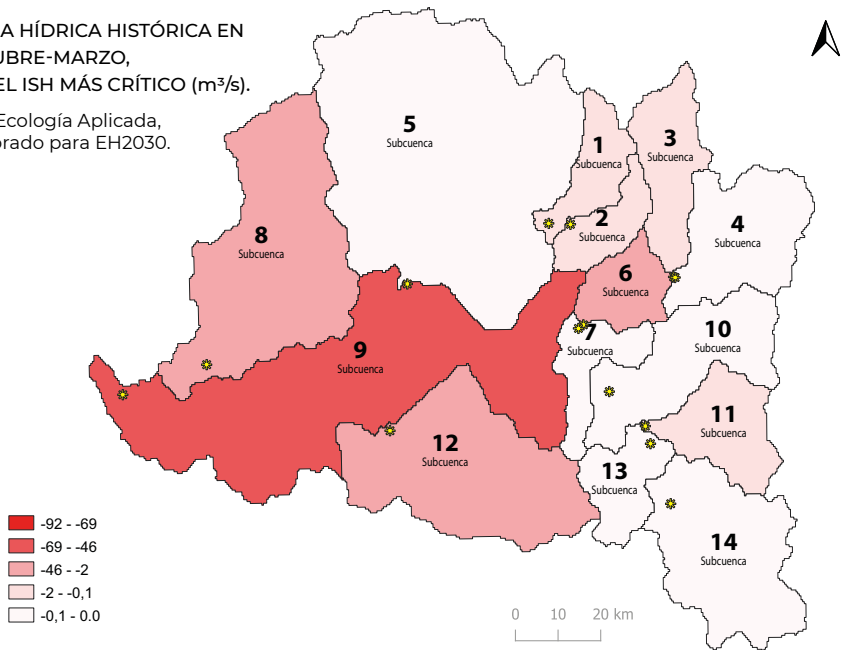 A HÍDRICA HISTÓRICA EN
UBRE-MARZO,
EL ISH MÁS CRÍTICO (m³/s).
Ecología Aplicada,
orado para EH2030.
5
Subcuenca
1
Subcuenca
3
Subcuenca
2
Subcuenca
4
Subcuenca
8
Subcuenca
6
Subcuenca
7
Subcuenca
10
Subcuenca
9
Subcuenca
11
Subcuenca
12
Subcuenca
13
Subcuenca
14
Subcuenca
-92 - -69
-69 - -46
-46 - -2
-2 - -0,1
-0,1 - 0.0
0 10 20 km